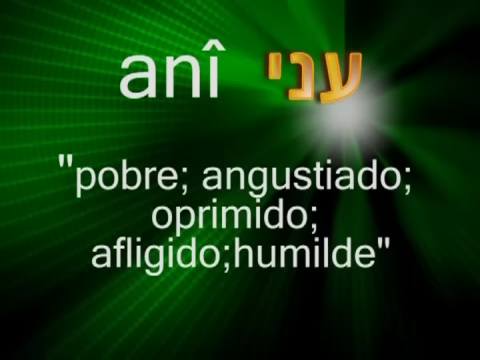 anî עני
"pobre; angustiado;
oprimido;
afligido;humilde"